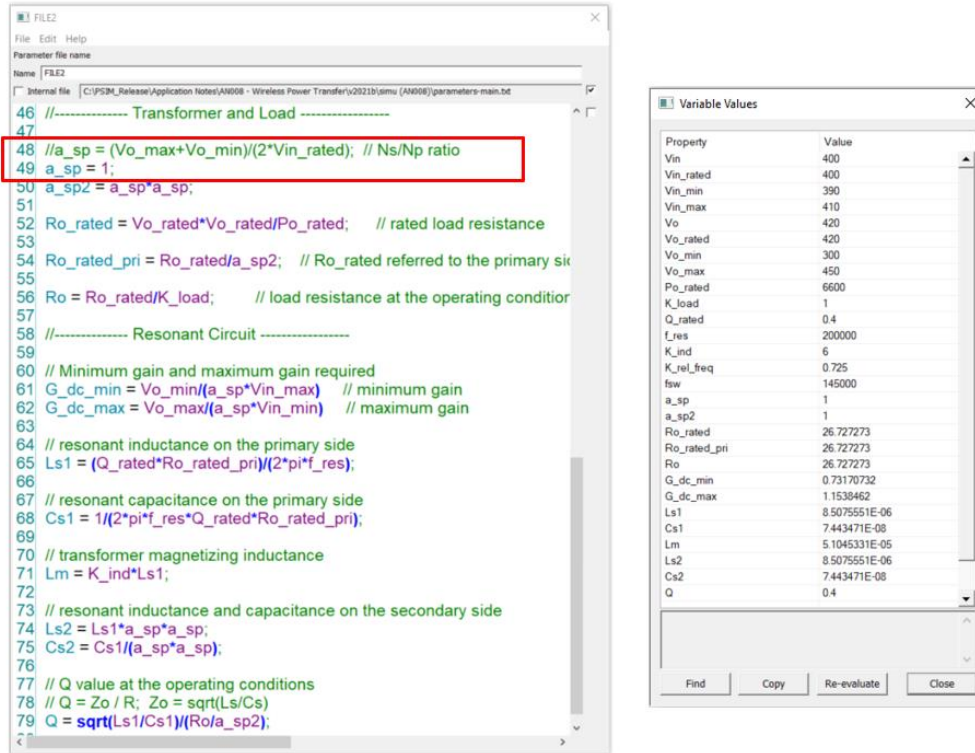 FILE2
File Edit Help
Parameter file name
Name FILE2
Internal file C:\PSIM_Release\Application Notes\AN008 - Wireless Power Transfer\v2021b\simu (AN008)\parameters-main.txt
46 //-------------- Transformer and Load -----------------
47
48 //a_sp = (Vo_max+Vo_min)/(2*Vin_rated); // Ns/Np ratio
49 a_sp = 1;
50 a_sp2 = a_sp*a_sp;
51
52 Ro_rated = Vo_rated*Vo_rated/Po_rated; // rated load resistance
53
54 Ro_rated_pri = Ro_rated/a_sp2; // Ro_rated referred to the primary sid
55
56 Ro = Ro_rated/K_load; // load resistance at the operating condition
57
58 //-------------- Resonant Circuit -----------------
59
60 // Minimum gain and maximum gain required
61 G_dc_min = Vo_min/(a_sp*Vin_max) // minimum gain
62 G_dc_max = Vo_max/(a_sp*Vin_min) // maximum gain
63
64 // resonant inductance on the primary side
65 Ls1 = (Q_rated*Ro_rated_pri)/(2*pi*f_res);
66
67 // resonant capacitance on the primary side
68 Cs1 = 1/(2*pi*f_res*Q_rated*Ro_rated_pri);
69
70 // transformer magnetizing inductance
71 Lm = K_ind*Ls1;
72
73 // resonant inductance and capacitance on the secondary side
74 Ls2 = Ls1*a_sp*a_sp;
75 Cs2 = Cs1/(a_sp*a_sp);
76
77 // Q value at the operating conditions
78 // Q = Zo / R; Zo = sqrt(Ls/Cs)
79 Q = sqrt(Ls1/Cs1)/(Ro/a_sp2);
Variable Values
Property Value
Vin 400
Vin_rated 400
Vin_min 390
Vin_max 410
Vo 420
Vo_rated 420
Vo_min 300
Vo_max 450
Po_rated 6600
K_load 1
Q_rated 0.4
f_res 200000
K_ind 6
K_rel_freq 0.725
fsw 145000
a_sp 1
a_sp2 1
Ro_rated 26.727273
Ro_rated_pri 26.727273
Ro 26.727273
G_dc_min 0.73170732
G_dc_max 1.1538462
Ls1 8.5075551E-06
Cs1 7.443471E-08
Lm 5.1045331E-05
Ls2 8.5075551E-06
Cs2 7.443471E-08
Q 0.4
Find Copy Re-evaluate Close